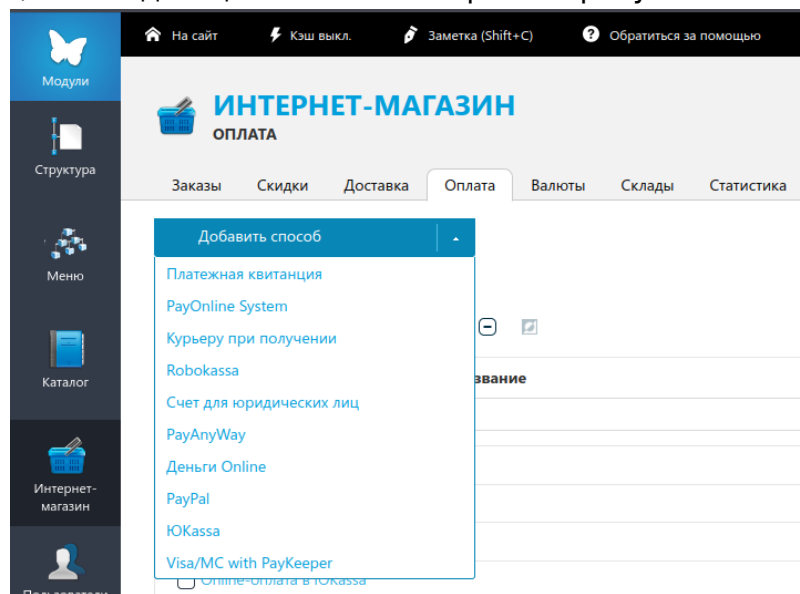 На сайт
Кэш выкл.
Заметка (Shift+C)
Обратиться за помощью
Модули
Структура
Меню
Каталог
Интернет-
магазин
ИНТЕРНЕТ-МАГАЗИН
ОПЛАТА
Заказы
Скидки
Доставка
Оплата
Валюты
Склады
Статистика
Добавить способ
Платежная квитанция
PayOnline System
Курьеру при получении
Robokassa
звание
Счет для юридических лиц
PayAnyWay
Деньги Online
PayPal
ЮKassa
Visa/MC with PayKeeper
Online-оплата в ЮKassa